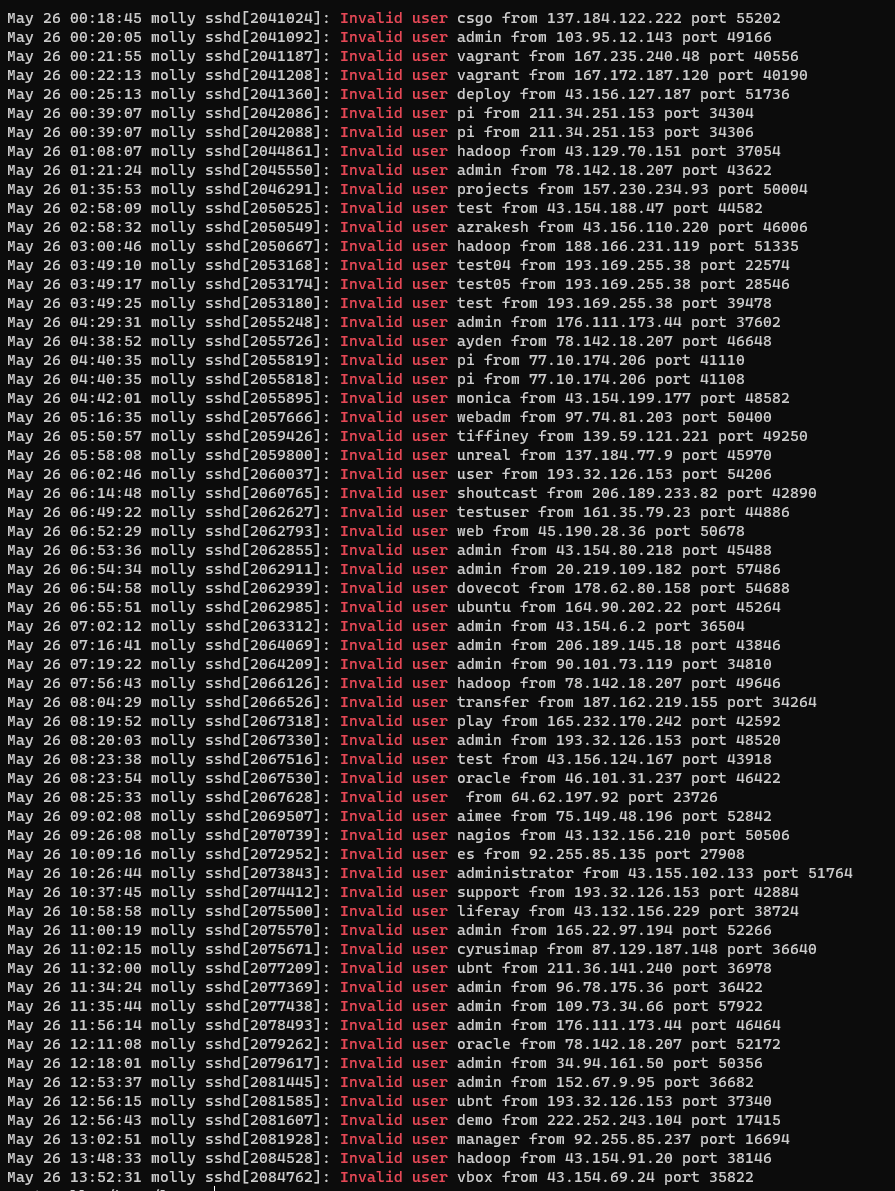 May 26 00:18:45 molly sshd[2041024]: Invalid user csgo from 137.184.122.222 port 55202
May 26 00:20:05 molly sshd[2041092]: Invalid user admin from 103.95.12.143 port 49166
May 26 00:21:55 molly sshd[2041187]: Invalid user vagrant from 167.235.240.48 port 40556
May 26 00:22:13 molly sshd[2041208]: Invalid user vagrant from 167.172.187.120 port 40190
May 26 00:25:13 molly sshd[2041360]: Invalid user deploy from 43.156.127.187 port 51736
May 26 00:39:07 molly sshd[2042086]: Invalid user pi from 211.34.251.153 port 34304
May 26 00:39:07 molly sshd[2042088]: Invalid user pi from 211.34.251.153 port 34306
May 26 01:08:07 molly sshd[2044861]: Invalid user hadoop from 43.129.70.151 port 37054
May 26 01:21:24 molly sshd[2045550]: Invalid user admin from 78.142.18.207 port 43622
May 26 01:35:53 molly sshd[2046291]: Invalid user projects from 157.230.234.93 port 50004
May 26 02:58:09 molly sshd[2050525]: Invalid user test from 43.154.188.47 port 44582
May 26 02:58:32 molly sshd[2050549]: Invalid user azrakesh from 43.156.110.220 port 46006
May 26 03:00:46 molly sshd[2050667]: Invalid user hadoop from 188.166.231.119 port 51335
May 26 03:49:10 molly sshd[2053168]: Invalid user test04 from 193.169.255.38 port 22574
May 26 03:49:17 molly sshd[2053174]: Invalid user test05 from 193.169.255.38 port 28546
May 26 03:49:25 molly sshd[2053180]: Invalid user test from 193.169.255.38 port 39478
May 26 04:29:31 molly sshd[2055248]: Invalid user admin from 176.111.173.44 port 37602
May 26 04:38:52 molly sshd[2055726]: Invalid user ayden from 78.142.18.207 port 46648
May 26 04:40:35 molly sshd[2055819]: Invalid user pi from 77.10.174.206 port 41110
May 26 04:40:35 molly sshd[2055818]: Invalid user pi from 77.10.174.206 port 41108
May 26 04:42:01 molly sshd[2055895]: Invalid user monica from 43.154.199.177 port 48582
May 26 05:16:35 molly sshd[2057666]: Invalid user webadm from 97.74.81.203 port 50400
May 26 05:50:57 molly sshd[2059426]: Invalid user tiffiney from 139.59.121.221 port 49250
May 26 05:58:08 molly sshd[2059800]: Invalid user unreal from 137.184.77.9 port 45970
May 26 06:02:46 molly sshd[2060037]: Invalid user user from 193.32.126.153 port 54206
May 26 06:14:48 molly sshd[2060765]: Invalid user shoutcast from 206.189.233.82 port 42890
May 26 06:49:22 molly sshd[2062627]: Invalid user testuser from 161.35.79.23 port 44886
May 26 06:52:29 molly sshd[2062793]: Invalid user web from 45.190.28.36 port 50678
May 26 06:53:36 molly sshd[2062855]: Invalid user admin from 43.154.80.218 port 45488
May 26 06:54:34 molly sshd[2062911]: Invalid user admin from 20.219.109.182 port 57486
May 26 06:54:58 molly sshd[2062939]: Invalid user dovecot from 178.62.80.158 port 54688
May 26 06:55:51 molly sshd[2062985]: Invalid user ubuntu from 164.90.202.22 port 45264
May 26 07:02:12 molly sshd[2063312]: Invalid user admin from 43.154.6.2 port 36504
May 26 07:16:41 molly sshd[2064069]: Invalid user admin from 206.189.145.18 port 43846
May 26 07:19:22 molly sshd[2064209]: Invalid user admin from 90.101.73.119 port 34810
May 26 07:56:43 molly sshd[2066126]: Invalid user hadoop from 78.142.18.207 port 49646
May 26 08:04:29 molly sshd[2066526]: Invalid user transfer from 187.162.219.155 port 34264
May 26 08:19:52 molly sshd[2067318]: Invalid user play from 165.232.170.242 port 42592
May 26 08:20:03 molly sshd[2067330]: Invalid user admin from 193.32.126.153 port 48520
May 26 08:23:38 molly sshd[2067516]: Invalid user test from 43.156.124.167 port 43918
May 26 08:23:54 molly sshd[2067530]: Invalid user oracle from 46.101.31.237 port 46422
May 26 08:25:33 molly sshd[2067628]: Invalid user  from 64.62.197.92 port 23726
May 26 09:02:08 molly sshd[2069507]: Invalid user aimee from 75.149.48.196 port 52842
May 26 09:26:08 molly sshd[2070739]: Invalid user nagios from 43.132.156.210 port 50506
May 26 10:09:16 molly sshd[2072952]: Invalid user es from 92.255.85.135 port 27908
May 26 10:26:44 molly sshd[2073843]: Invalid user administrator from 43.155.102.133 port 51764
May 26 10:37:45 molly sshd[2074412]: Invalid user support from 193.32.126.153 port 42884
May 26 10:58:58 molly sshd[2075500]: Invalid user liferay from 43.132.156.229 port 38724
May 26 11:00:19 molly sshd[2075570]: Invalid user admin from 165.22.97.194 port 52266
May 26 11:02:15 molly sshd[2075671]: Invalid user cyrusimap from 87.129.187.148 port 36640
May 26 11:32:00 molly sshd[2077209]: Invalid user ubnt from 211.36.141.240 port 36978
May 26 11:34:24 molly sshd[2077369]: Invalid user admin from 96.78.175.36 port 36422
May 26 11:35:44 molly sshd[2077438]: Invalid user admin from 109.73.34.66 port 57922
May 26 11:56:14 molly sshd[2078493]: Invalid user admin from 176.111.173.44 port 46464
May 26 12:11:08 molly sshd[2079262]: Invalid user oracle from 78.142.18.207 port 52172
May 26 12:18:01 molly sshd[2079617]: Invalid user admin from 34.94.161.50 port 50356
May 26 12:53:37 molly sshd[2081445]: Invalid user admin from 152.67.9.95 port 36682
May 26 12:56:15 molly sshd[2081585]: Invalid user ubnt from 193.32.126.153 port 37340
May 26 12:56:43 molly sshd[2081607]: Invalid user demo from 222.252.243.104 port 17415
May 26 13:02:51 molly sshd[2081928]: Invalid user manager from 92.255.85.237 port 16694
May 26 13:48:33 molly sshd[2084528]: Invalid user hadoop from 43.154.91.20 port 38146
May 26 13:52:31 molly sshd[2084762]: Invalid user vbox from 43.154.69.24 port 35822